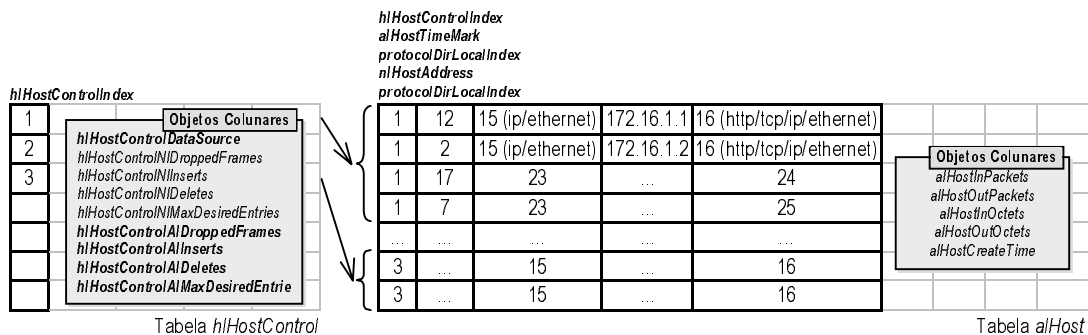 hlHostControlIndex
alHostTimeMark
protocolDirLocalIndex
nlHostAddress
protocolDirLocalIndex
hlHostControlIndex
1
2
3
Objetos Colunares
hlHostControlDataSource
hlHostControlNlDroppedFrames
hlHostControlNlInserts
hlHostControlNlDeletes
hlHostControlNlMaxDesiredEntries
hlHostControlAlDroppedFrames
hlHostControlAlInserts
hlHostControlAlDeletes
hlHostControlAlMaxDesiredEntrie
Tabela hlHostControl
1 12 15 (ip/ethernet) 172.16.1.1 16 (http/tcp/ip/ethernet)
1 2 15 (ip/ethernet) 172.16.1.2 16 (http/tcp/ip/ethernet)
1 17 23 ... 24
1 7 23 ... 25
... ... ... ... ...
3 ... 15 ... 16
3 ... 15 ... 16
Objetos Colunares
alHostInPackets
alHostOutPackets
alHostInOctets
alHostOutOctets
alHostCreateTime
Tabela alHost